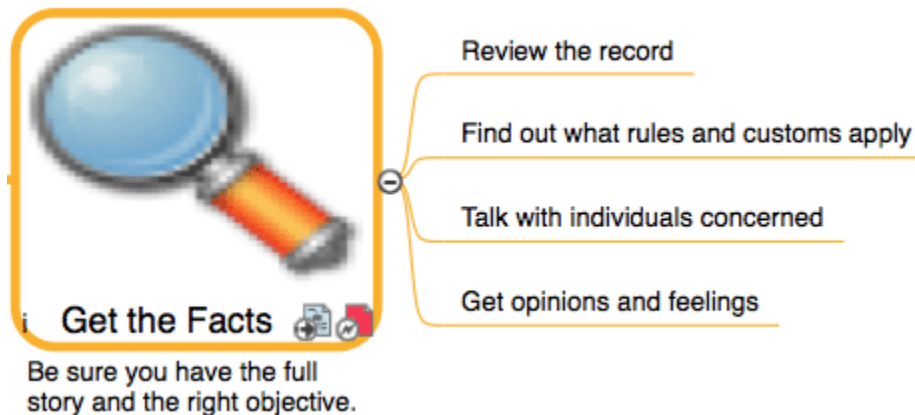 Review the record
Find out what rules and customs apply
Talk with individuals concerned
Get opinions and feelings
i Get the Facts
Be sure you have the full
story and the right objective.